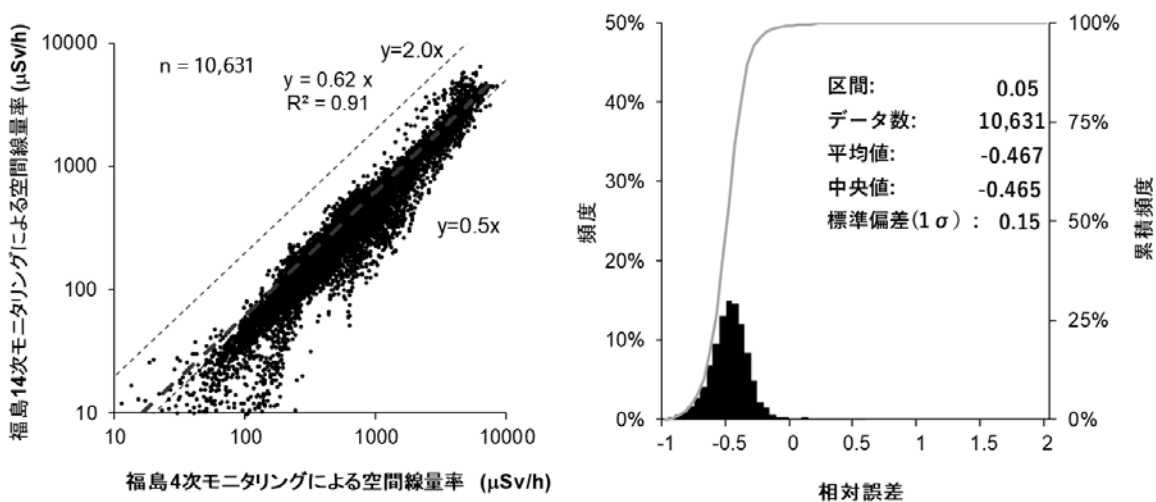 福島14次モニタリングによる空間線量率 (μSv/h)
10000
1000
100
10
n = 10,631
y = 0.62 x
R² = 0.91
y=2.0x
y=0.5x
10
100
1000
10000
福島4次モニタリングによる空間線量率 (μSv/h)
頻度
50%
40%
30%
20%
10%
0%
区間: 0.05
データ数: 10,631
平均値: -0.467
中央値: -0.465
標準偏差(1σ): 0.15
100%
75%
50%
25%
0%
累積頻度
-1
-0.5
0
0.5
1
1.5
2
相対誤差